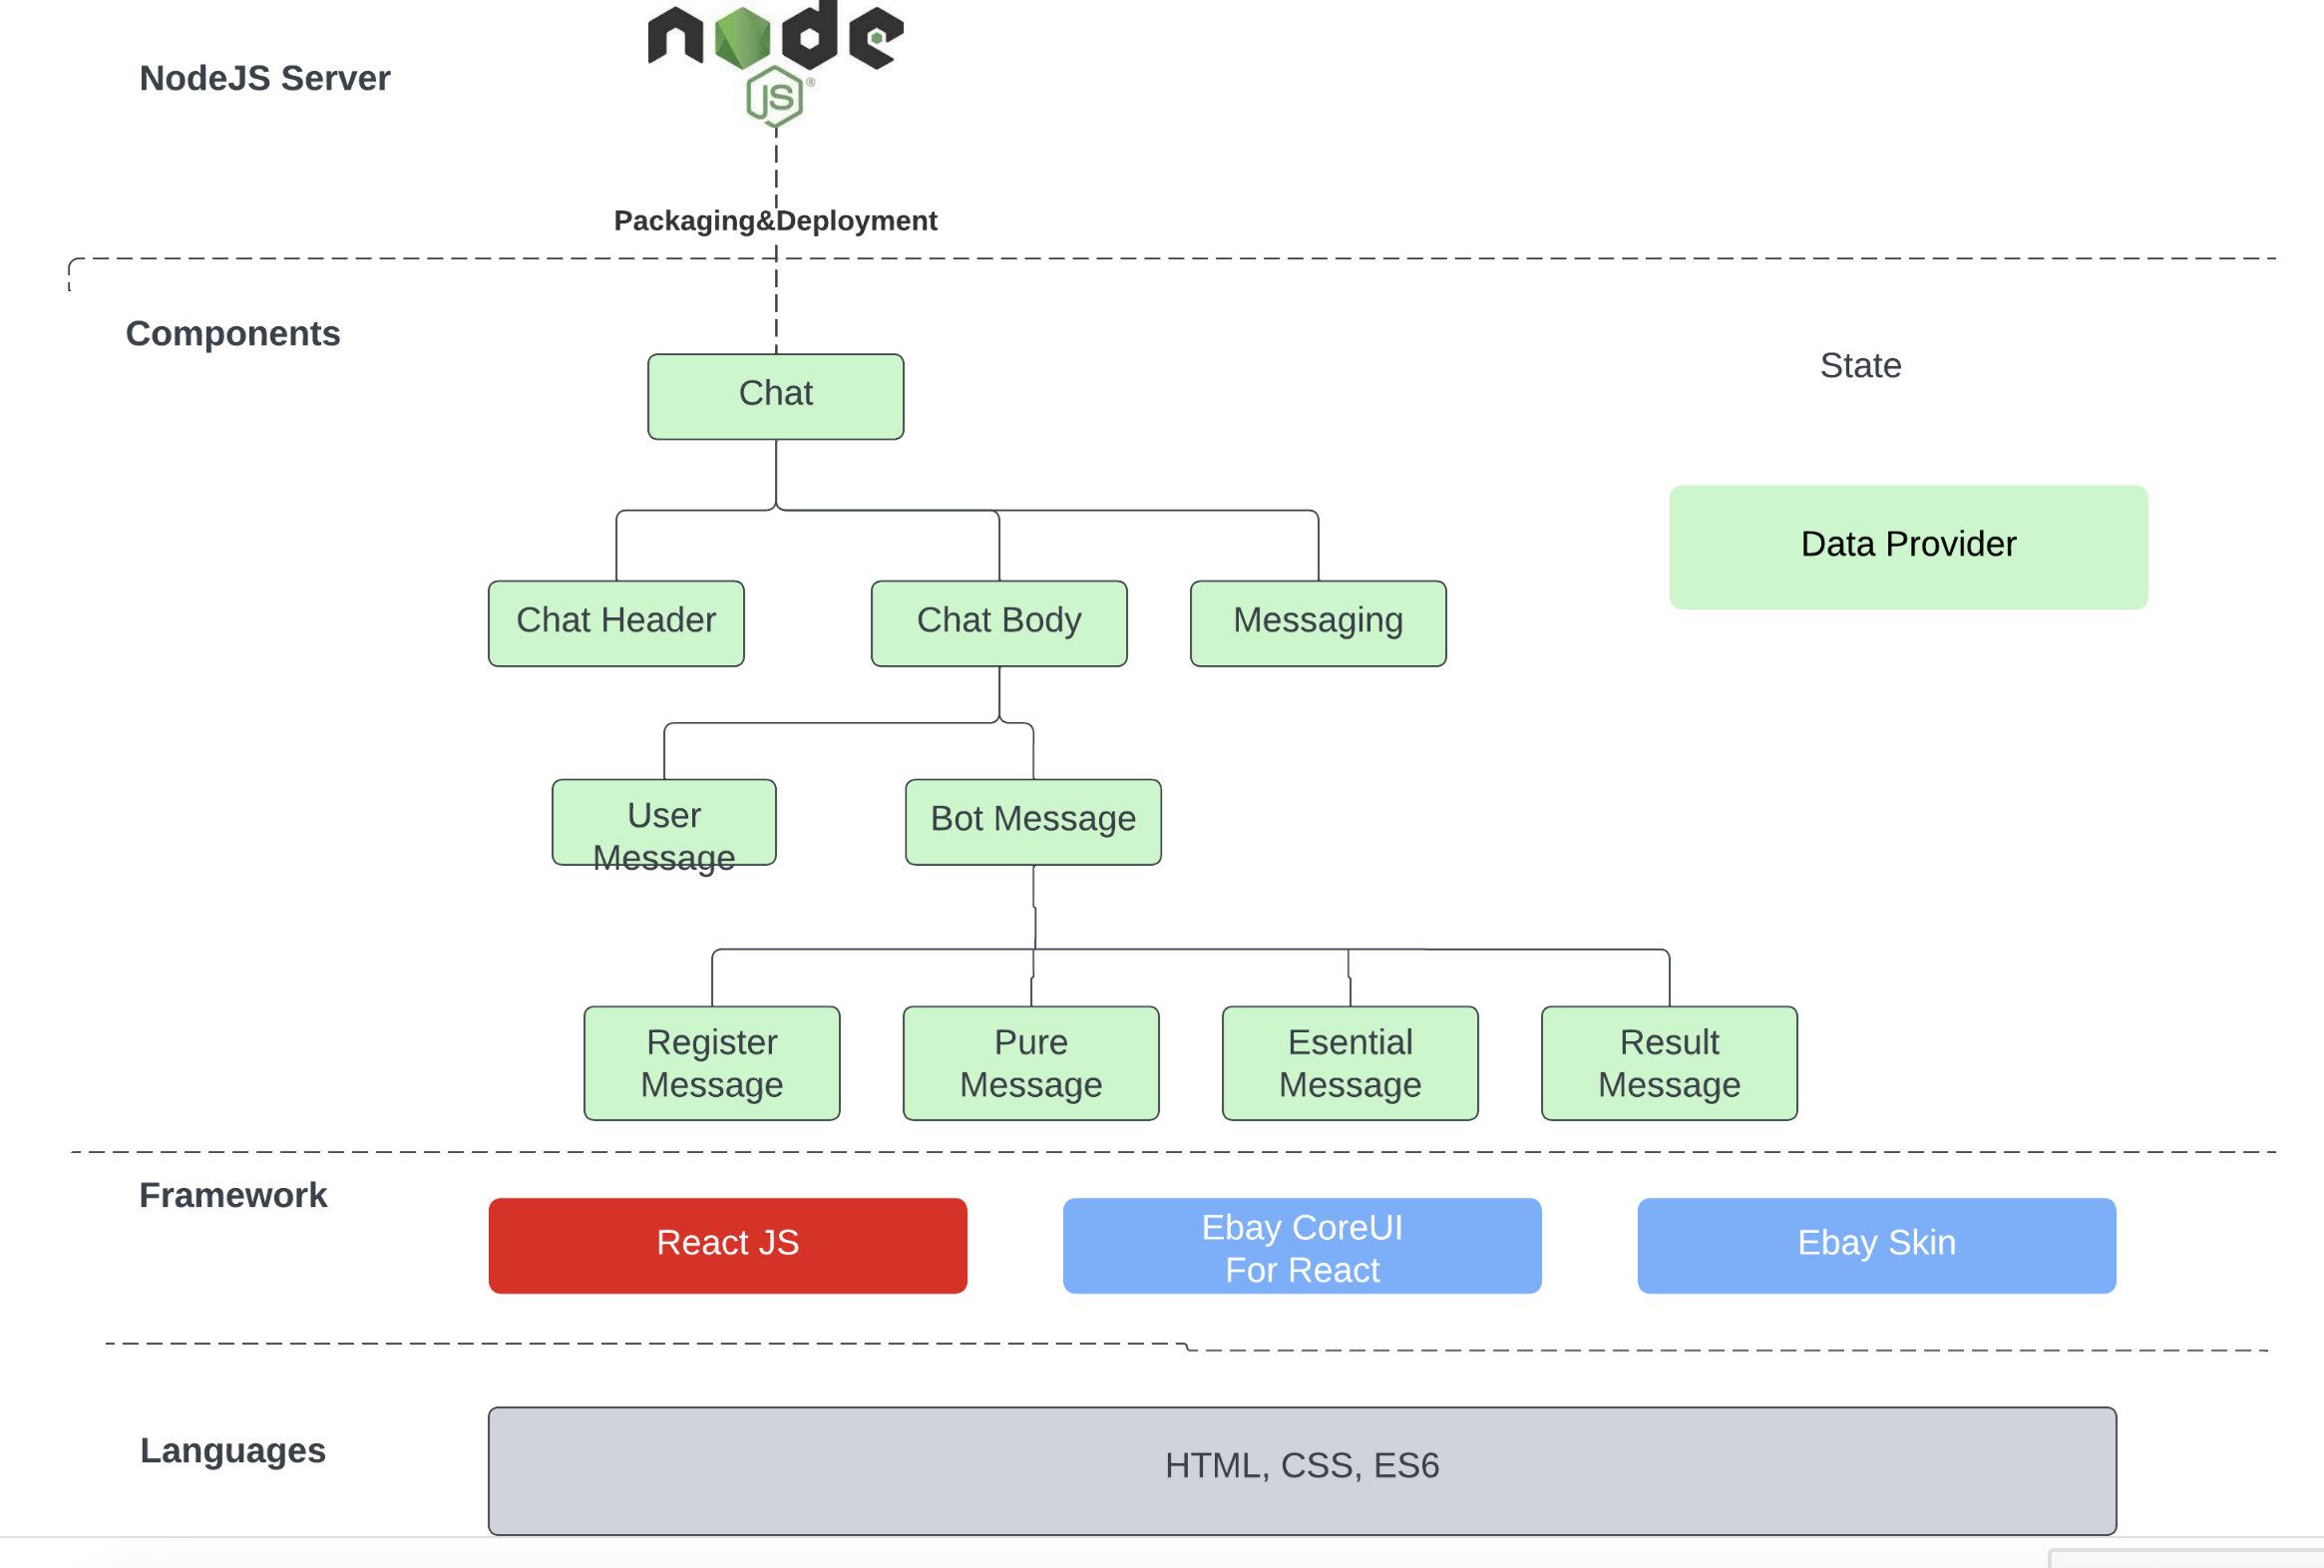 node
JS®
NodeJS Server
Packaging&Deployment
Components
Chat
State
Data Provider
Chat Header
Chat Body
Messaging
User
Message
Bot Message
Register
Message
Pure
Message
Esential
Message
Result
Message
Framework
React JS
Ebay CoreUI
For React
Ebay Skin
Languages
HTML, CSS, ES6